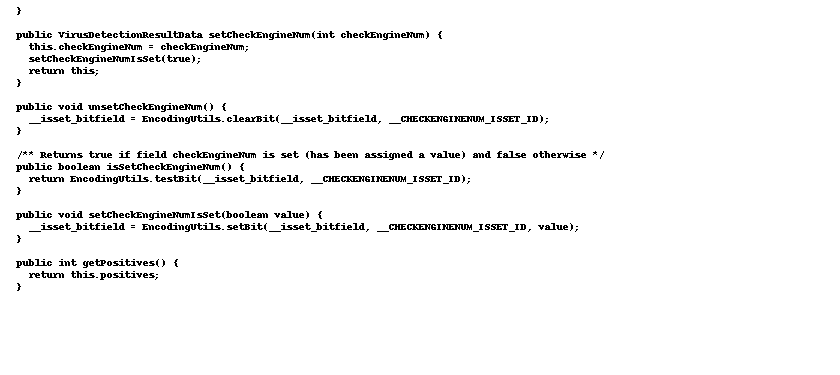 }
public VirusDetectionResultData setCheckEngineNum(int checkEngineNum) {
this.checkEngineNum = checkEngineNum;
setCheckEngineNumIsSet(true);
return this;
}
public void unsetCheckEngineNum() {
__isset_bitfield = EncodingUtils.clearBit(__isset_bitfield, __CHECKENGINENUM_ISSET_ID);
}
/** Returns true if field checkEngineNum is set (has been assigned a value) and false otherwise */
public boolean isSetCheckEngineNum() {
return EncodingUtils.testBit(__isset_bitfield, __CHECKENGINENUM_ISSET_ID);
}
public void setCheckEngineNumIsSet(boolean value) {
__isset_bitfield = EncodingUtils.setBit(__isset_bitfield, __CHECKENGINENUM_ISSET_ID, value);
}
public int getPositives() {
return this.positives;
}